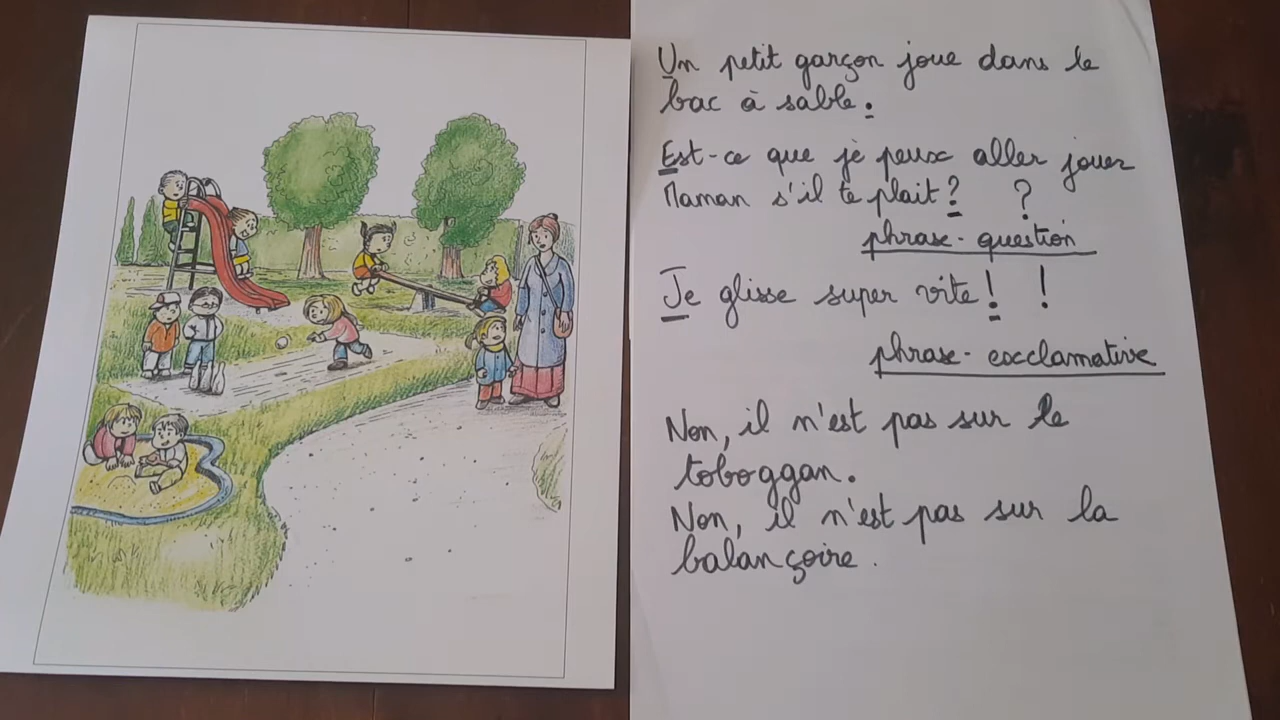 Un petit garçon joue dans le
bac à sable.
Est-ce que je peux aller jouer
Maman s'il te plait ? ?
phrase - question
Je glisse super vite ! !
phrase - exclamative
Non, il n'est pas sur le
toboggan.
Non, il n'est pas sur la
balançoire.